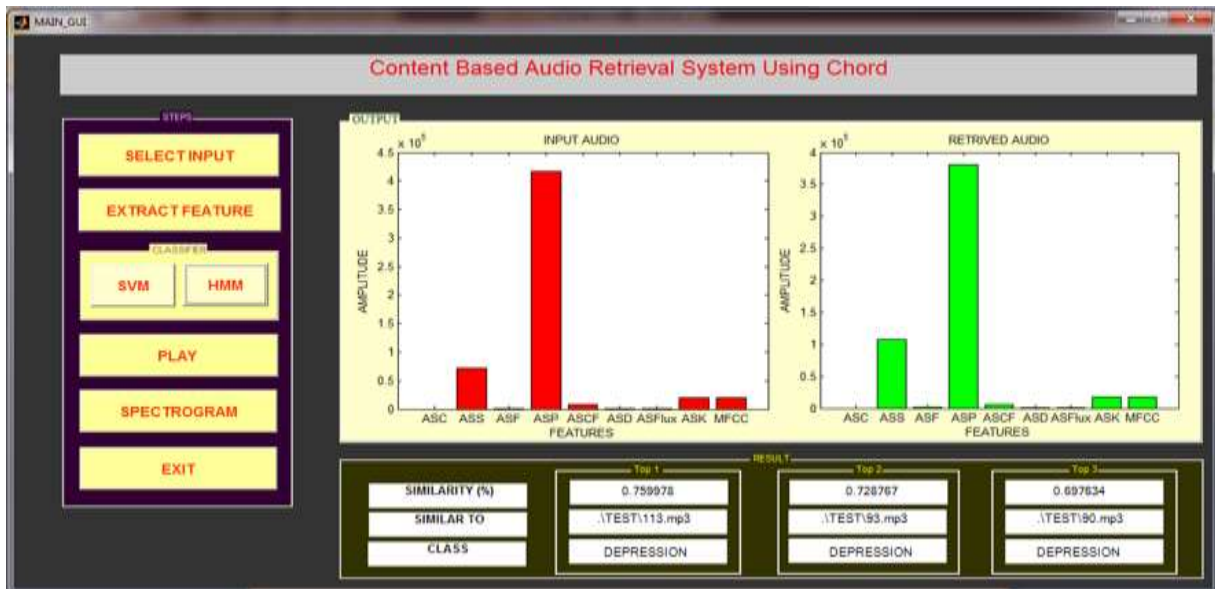 MAIN_GUI
Content Based Audio Retrieval System Using Chord
STEPS
SELECT INPUT
EXTRACT FEATURE
CLASSIFIER
SVM HMM
PLAY
SPECTROGRAM
EXIT
OUTPUT
INPUT AUDIO
× 10
4.5
4
3.5
3
2.5
2
1.5
1
0.5
0
AMPLITUDE
ASC ASS ASF ASP ASCF ASD ASFlux ASK MFCC
FEATURES
RETRIVED AUDIO
× 10
4
3.5
3
2.5
2
1.5
1
0.5
0
AMPLITUDE
ASC ASS ASF ASP ASCF ASD ASFlux ASK MFCC
FEATURES
RESULT
Top 1 Top 2 Top 3
SIMILARITY (%) 0.759978 0.728767 0.697634
SIMILAR TO .\TEST\113.mp3 .\TEST\93.mp3 .\TEST\90.mp3
CLASS DEPRESSION DEPRESSION DEPRESSION